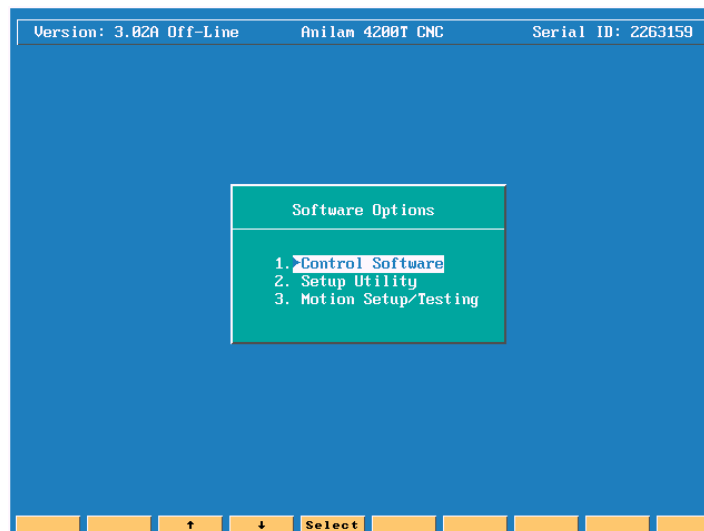 Version: 3.02A Off-Line Anilam 4200T CNC Serial ID: 2263159
Software Options
1.➤Control Software
2. Setup Utility
3. Motion Setup/Testing
↑ ↓ Select